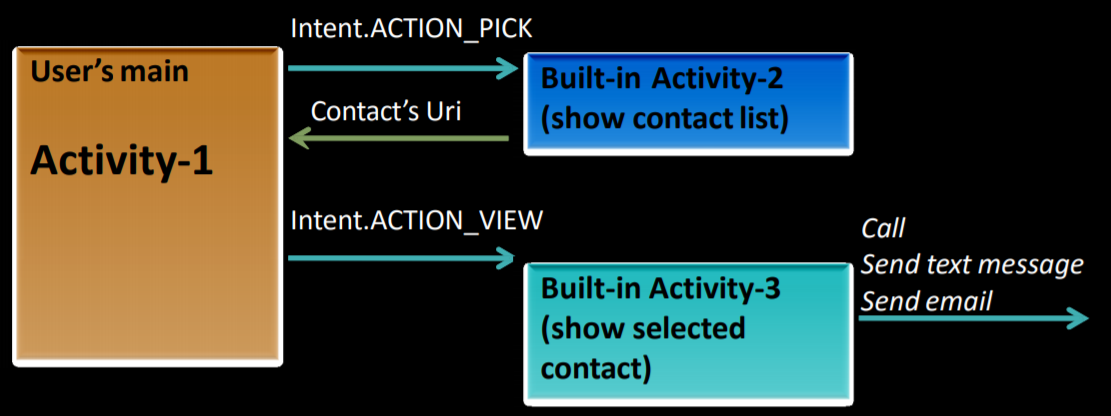 Intent.ACTION_PICK
User's main
Activity-1
Built-in Activity-2
(show contact list)
Contact's Uri
Intent.ACTION_VIEW
Built-in Activity-3
(show selected
contact)
Call
Send text message
Send email